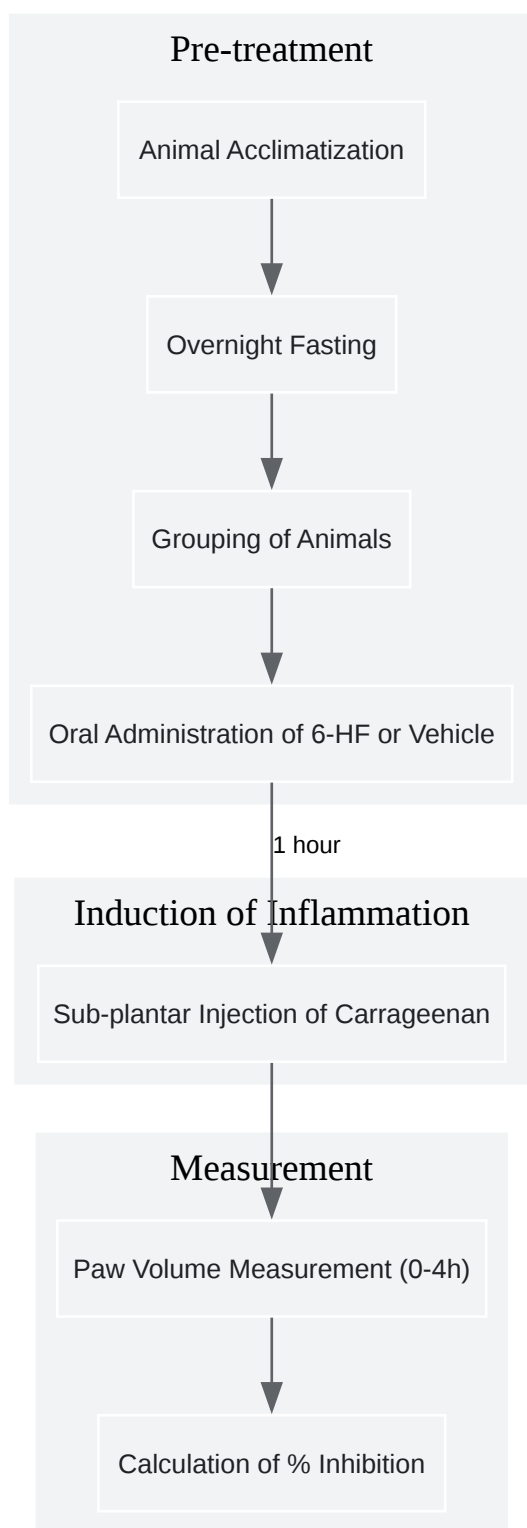 Pre-treatment
Animal Acclimatization
Overnight Fasting
Grouping of Animals
Oral Administration of 6-HF or Vehicle
1 hour
Induction of Inflammation
Sub-plantar Injection of Carrageenan
Measurement
Paw Volume Measurement (0-4h)
Calculation of % Inhibition